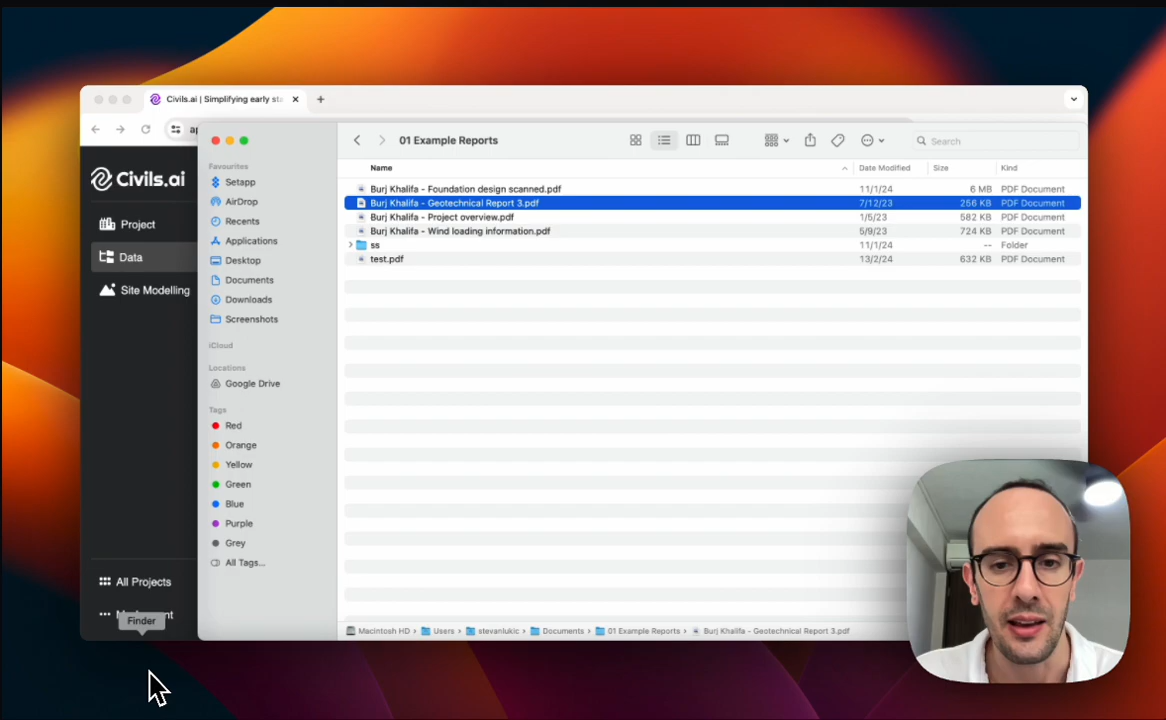 Civils.ai | Simplifying early sta
01 Example Reports
Search
Civils.ai
Project
Data
Site Modelling
All Projects
Finder
Favourites
Setapp
AirDrop
Recents
Applications
Desktop
Documents
Downloads
Screenshots
iCloud
Locations
Google Drive
Tags
Red
Orange
Yellow
Green
Blue
Purple
Grey
All Tags...
Name Date Modified Size Kind
Burj Khalifa - Foundation design scanned.pdf 11/1/24 6 MB PDF Document
Burj Khalifa - Geotechnical Report 3.pdf 7/12/23 256 KB PDF Document
Burj Khalifa - Project overview.pdf 1/5/23 582 KB PDF Document
Burj Khalifa - Wind loading information.pdf 5/9/23 724 KB PDF Document
ss 11/1/24 -- Folder
test.pdf 13/2/24 632 KB PDF Document
Macintosh HD › Users › stevanlukic › Documents › 01 Example Reports › Burj Khalifa - Geotechnical Report 3.pdf